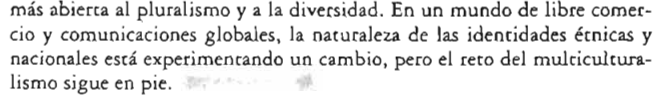 más abierta al pluralismo y a la diversidad. En un mundo de libre comer-
cio y comunicaciones globales, la naturaleza de las identidades étnicas y
nacionales está experimentando un cambio, pero el reto del multicultura-
lismo sigue en pie.